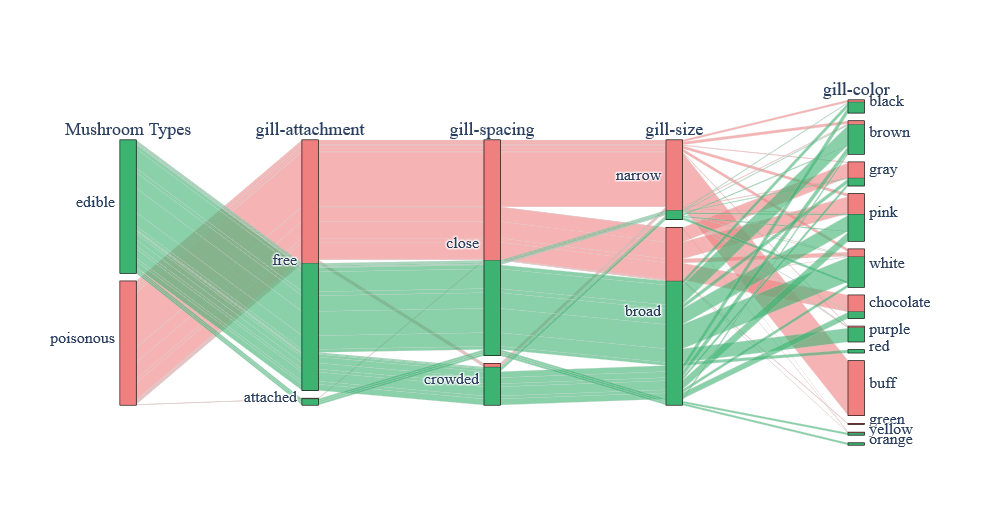 Mushroom Types
edible
poisonous
gill-attachment
free
attached
gill-spacing
close
crowded
gill-size
narrow
broad
gill-color
black
brown
gray
pink
white
chocolate
purple
red
buff
green
yellow
orange